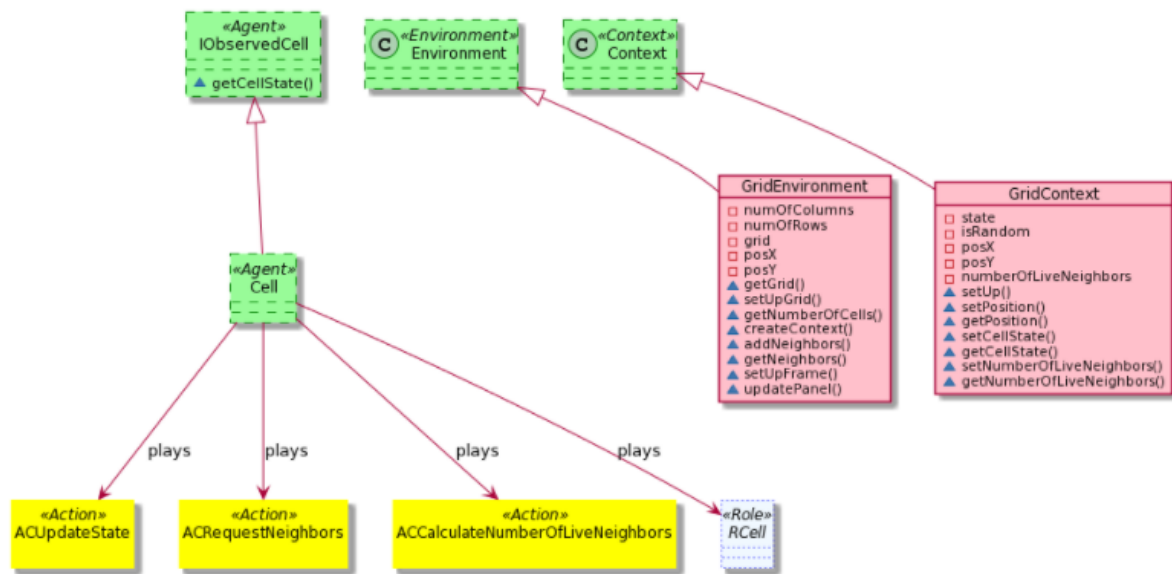 «Agent»
IObservedCell
getCellState()
C
«Environment»
Environment
C
«Context»
Context
GridEnvironment
numOfColumns
numOfRows
grid
posX
posY
getGrid()
setUpGrid()
getNumberOfCells()
createContext()
addNeighbors()
getNeighbors()
setUpFrame()
updatePanel()
GridContext
state
isRandom
posX
posY
numberOfLiveNeighbors
setUp()
setPosition()
getPosition()
setCellState()
getCellState()
setNumberOfLiveNeighbors()
getNumberOfLiveNeighbors()
«Agent»
Cell
plays
plays
plays
plays
«Action»
ACUpdateState
«Action»
ACRequestNeighbors
«Action»
ACCalculateNumberOfLiveNeighbors
«Role»
RCell